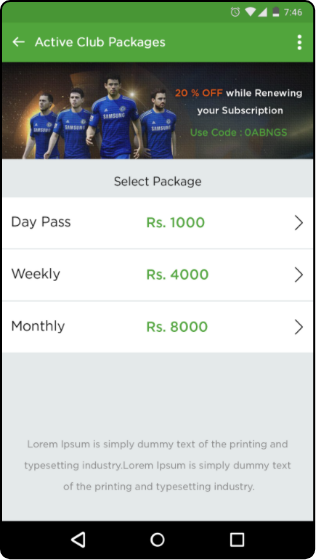 7:46
Active Club Packages
20 % OFF while Renewing
your Subscription
Use Code : 0ABNGS
SAMSUNG SAMSUNG SAMSUNG SAMSUNG
Select Package
Day Pass Rs. 1000
Weekly Rs. 4000
Monthly Rs. 8000
Lorem Ipsum is simply dummy text of the printing and
typesetting industry.Lorem Ipsum is simply dummy text
of the printing and typesetting industry.